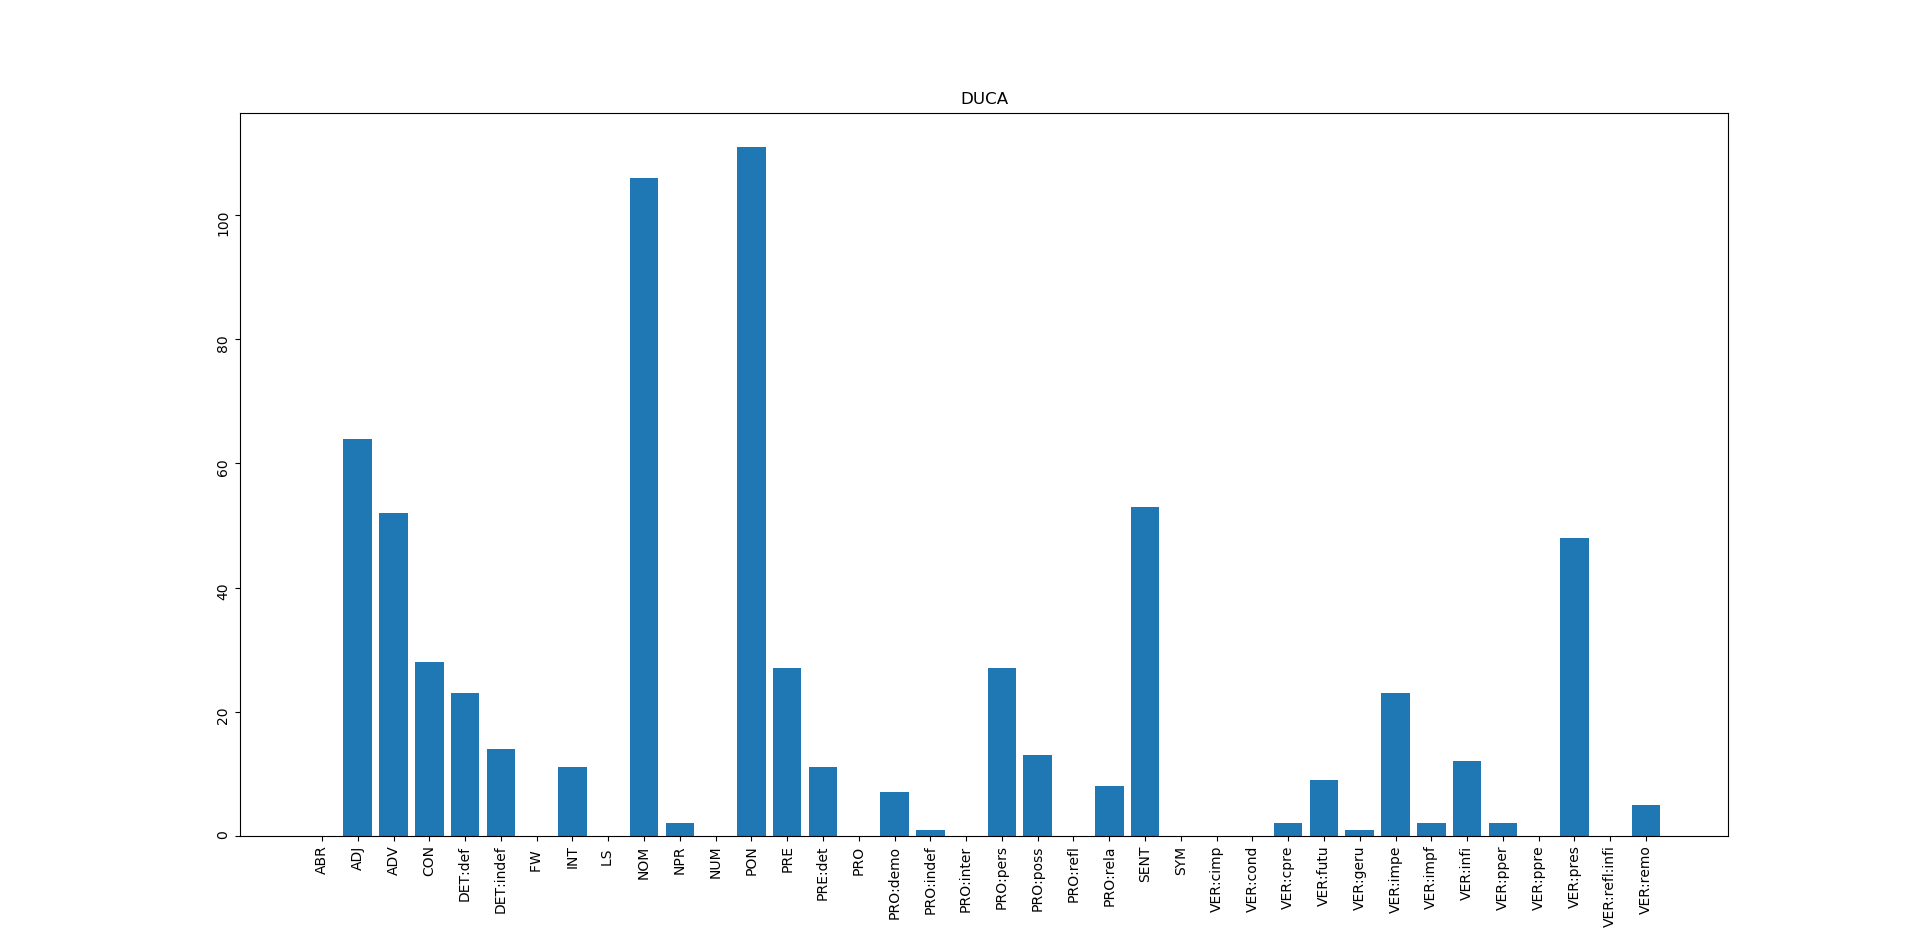 DUCA
100
80
60
40
20
0
ABR
ADJ
ADV
CON
DET:def
DET:indef
FW
INT
LS
NOM
NPR
NUM
PON
PRE
PRE:det
PRO
PRO:demo
PRO:indef
PRO:inter
PRO:pers
PRO:poss
PRO:refl
PRO:rela
SENT
SYM
VER:cimp
VER:cond
VER:cpre
VER:futu
VER:geru
VER:impe
VER:impf
VER:infi
VER:pper
VER:ppre
VER:pres
VER:refl:infi
VER:remo